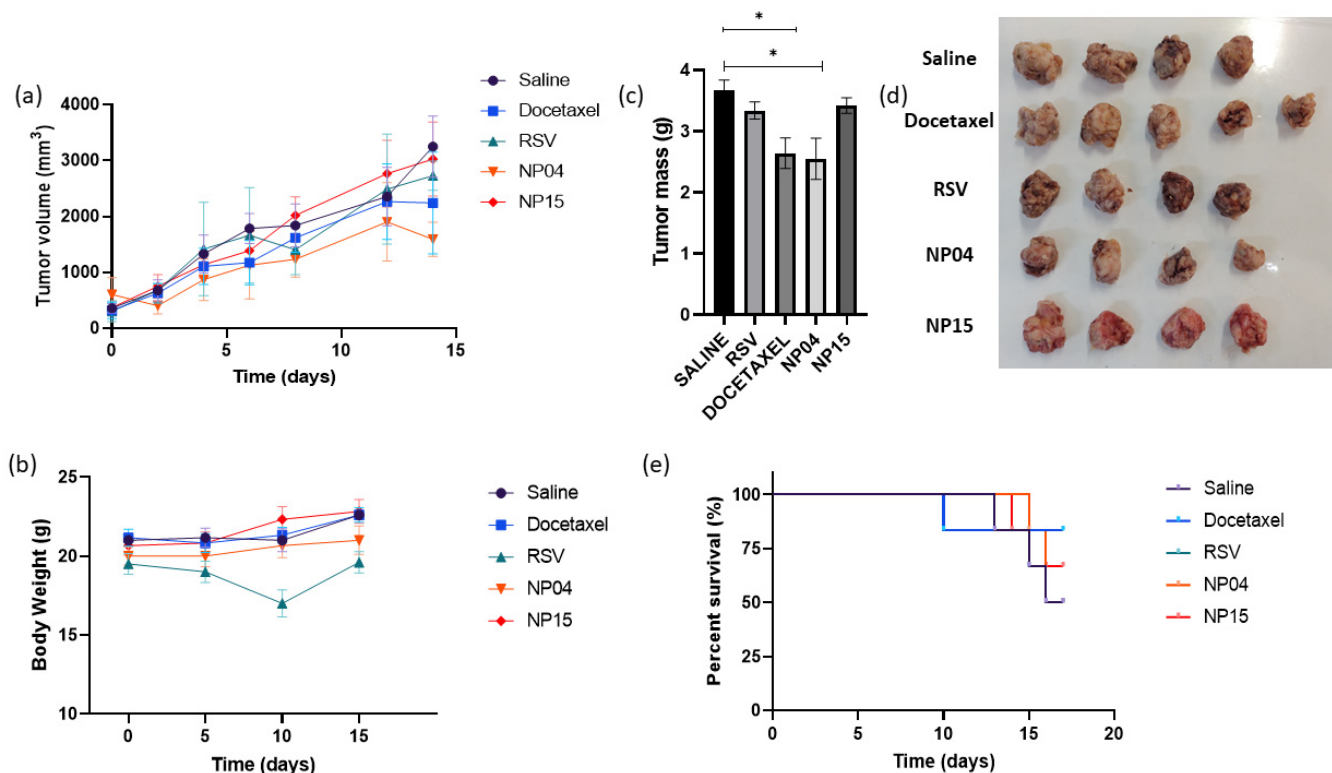 (a)
Tumor volume (mm³)
4000
3000
2000
1000
0
0 5 10 15
Time (days)
Saline
Docetaxel
RSV
NP04
NP15
(c)
*
*
Tumor mass (g)
4
3
2
1
0
SALINE
RSV
DOCETAXEL
NP04
NP15
(d)
Saline
Docetaxel
RSV
NP04
NP15
(b)
Body Weight (g)
25
20
15
10
0 5 10 15
Time (days)
Saline
Docetaxel
RSV
NP04
NP15
(e)
Percent survival (%)
100
75
50
25
0
0 5 10 15 20
Time (days)
Saline
Docetaxel
RSV
NP04
NP15